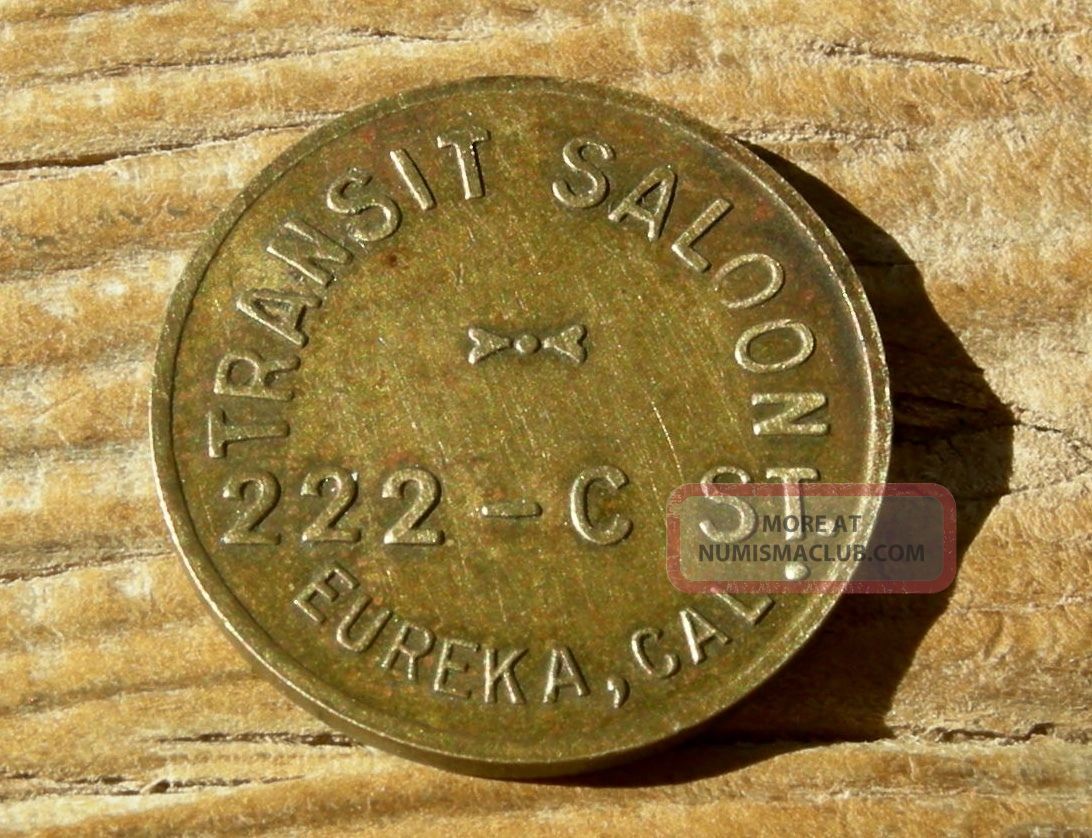 TRANSIT SALOON
222 - C ST.
EUREKA, CAL.
MORE AT
NUMISMACLUB.COM